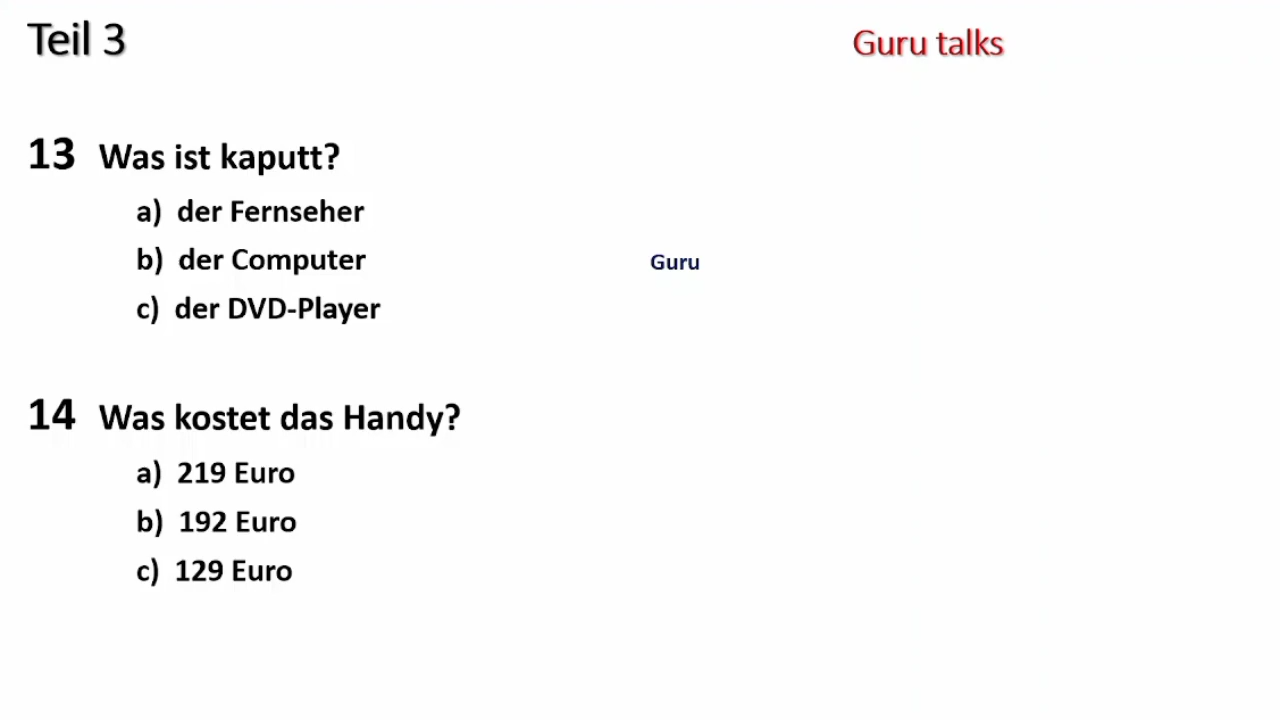 Teil 3
Guru talks
13 Was ist kaputt?
a) der Fernseher
b) der Computer
Guru
c) der DVD-Player
14 Was kostet das Handy?
a) 219 Euro
b) 192 Euro
c) 129 Euro